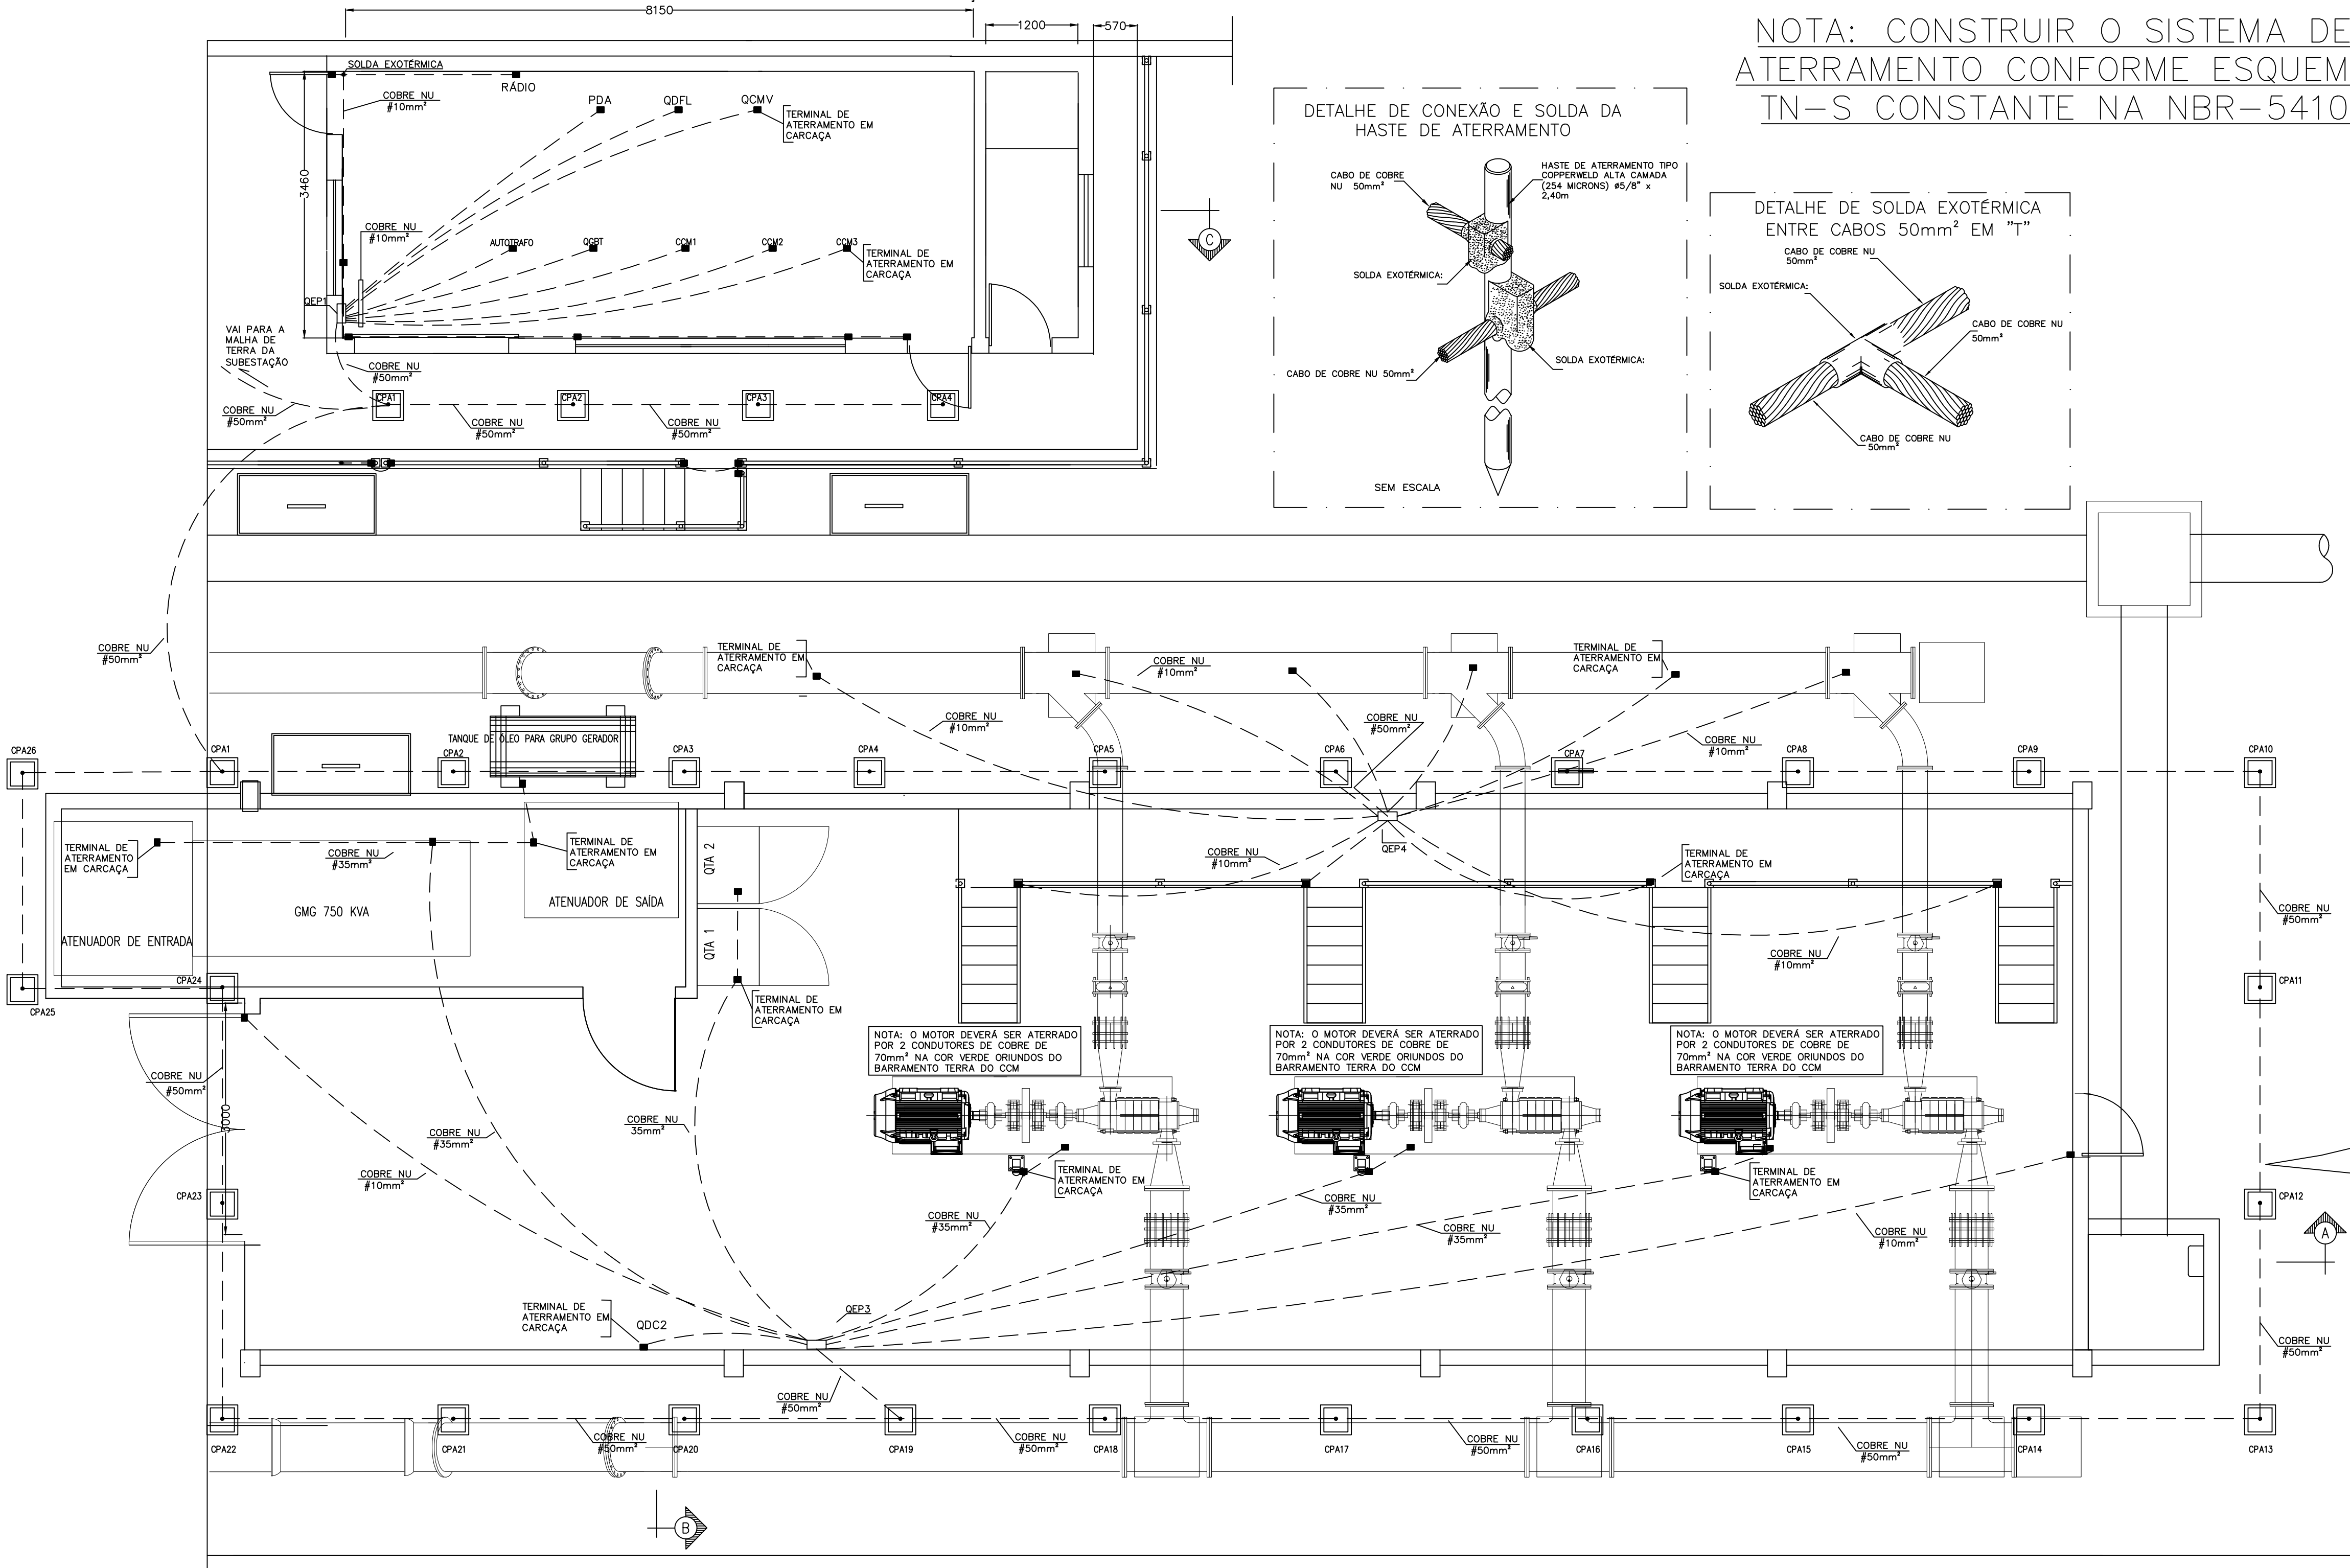 8150
1200
570
NOTA: CONSTRUIR O SISTEMA DE
ATERRAMENTO CONFORME ESQUEM
TN-S CONSTANTE NA NBR-5410
SOLDA EXOTÉRMICA
RÁDIO
COBRE NU
#10mm²
PDA
QDFL
QCMV
TERMINAL DE
ATERRAMENTO EM
CARCAÇA
3460
COBRE NU
#10mm²
AUTOTRAFO
QGBT
CCM1
CCM2
CCM3
TERMINAL DE
ATERRAMENTO EM
CARCAÇA
QEP1
VAI PARA A
MALHA DE
TERRA DA
SUBESTAÇÃO
COBRE NU
#50mm²
COBRE NU
#50mm²
CPA1
CPA2
CPA3
CPA4
COBRE NU
#50mm²
COBRE NU
#50mm²
C
DETALHE DE CONEXÃO E SOLDA DA
HASTE DE ATERRAMENTO
CABO DE COBRE
NU 50mm²
HASTE DE ATERRAMENTO TIPO
COPPERWELD ALTA CAMADA
(254 MICRONS) ø5/8" x
2,40m
SOLDA EXOTÉRMICA:
SOLDA EXOTÉRMICA:
CABO DE COBRE NU 50mm²
SEM ESCALA
DETALHE DE SOLDA EXOTÉRMICA
ENTRE CABOS 50mm² EM "T"
CABO DE COBRE NU
50mm²
SOLDA EXOTÉRMICA:
CABO DE COBRE NU
50mm²
CABO DE COBRE NU
50mm²
COBRE NU
#50mm²
TERMINAL DE
ATERRAMENTO EM
CARCAÇA
COBRE NU
#10mm²
TERMINAL DE
ATERRAMENTO EM
CARCAÇA
COBRE NU
#10mm²
COBRE NU
#50mm²
COBRE NU
#10mm²
TANQUE DE ÓLEO PARA GRUPO GERADOR
CPA26
CPA1
CPA2
CPA3
CPA4
CPA5
CPA6
CPA7
CPA8
CPA9
CPA10
TERMINAL DE
ATERRAMENTO
EM CARCAÇA
COBRE NU
#35mm²
TERMINAL DE
ATERRAMENTO EM
CARCAÇA
QTA 2
QTA 1
COBRE NU
#10mm²
QEP4
TERMINAL DE
ATERRAMENTO EM
CARCAÇA
GMG 750 KVA
ATENUADOR DE SAÍDA
ATENUADOR DE ENTRADA
COBRE NU
#50mm²
COBRE NU
#10mm²
CPA24
CPA25
CPA11
TERMINAL DE
ATERRAMENTO EM
CARCAÇA
NOTA: O MOTOR DEVERÁ SER ATERRADO
POR 2 CONDUTORES DE COBRE DE
70mm² NA COR VERDE ORIUNDOS DO
BARRAMENTO TERRA DO CCM
NOTA: O MOTOR DEVERÁ SER ATERRADO
POR 2 CONDUTORES DE COBRE DE
70mm² NA COR VERDE ORIUNDOS DO
BARRAMENTO TERRA DO CCM
NOTA: O MOTOR DEVERÁ SER ATERRADO
POR 2 CONDUTORES DE COBRE DE
70mm² NA COR VERDE ORIUNDOS DO
BARRAMENTO TERRA DO CCM
COBRE NU
#50mm²
3000
COBRE NU
#35mm²
COBRE NU
35mm²
COBRE NU
#10mm²
TERMINAL DE
ATERRAMENTO EM
CARCAÇA
TERMINAL DE
ATERRAMENTO EM
CARCAÇA
CPA23
CPA12
COBRE NU
#35mm²
COBRE NU
#35mm²
COBRE NU
#35mm²
COBRE NU
#10mm²
A
TERMINAL DE
ATERRAMENTO EM
CARCAÇA
QDC2
QEP3
COBRE NU
#50mm²
COBRE NU
#50mm²
CPA22
CPA21
COBRE NU
#50mm²
CPA20
CPA19
COBRE NU
#50mm²
CPA18
CPA17
COBRE NU
#50mm²
CPA16
CPA15
COBRE NU
#50mm²
CPA14
CPA13
B